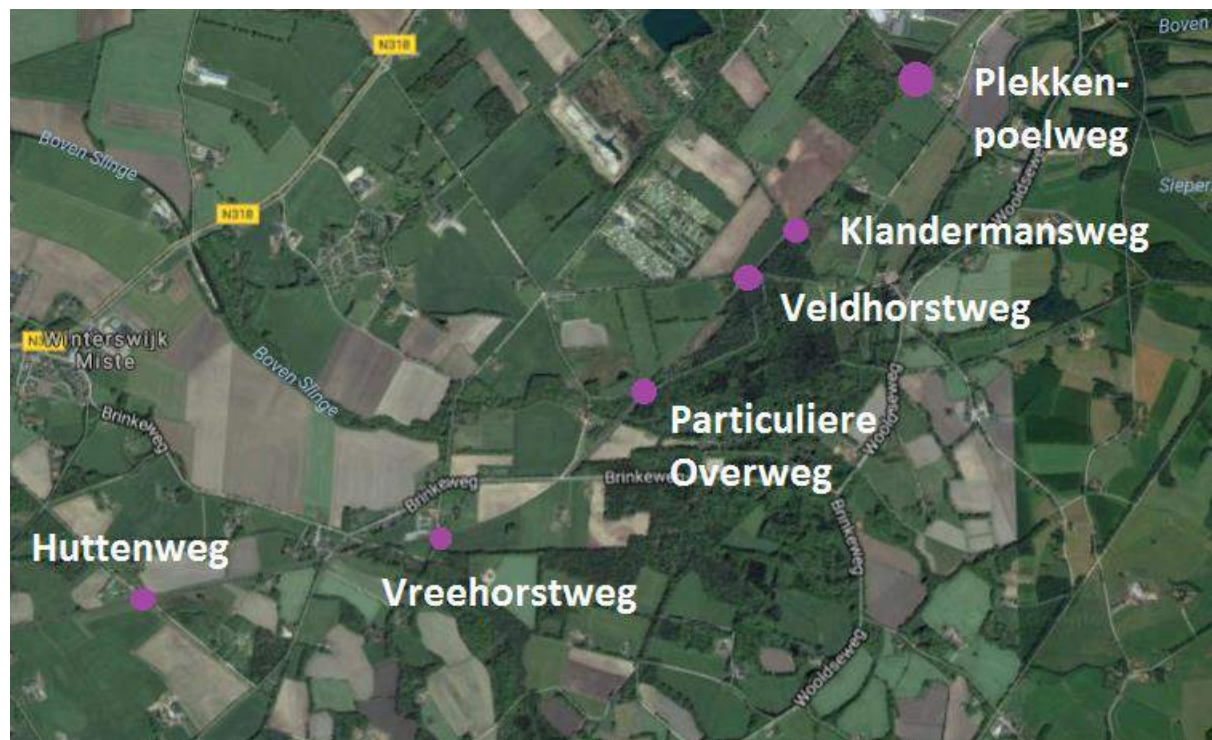 Boven
N318
Plekken-
poelweg
Boven Slinge
Sieper
Wooldseweg
N318
Klandermansweg
Veldhorstweg
Winterswijk
Miste
Boven Slinge
Brinkeweg
Particuliere
Overweg
Wooldseweg
Brinkeweg
Brinkeweg
Brinkeweg
Huttenweg
Vreehorstweg
Wooldseweg